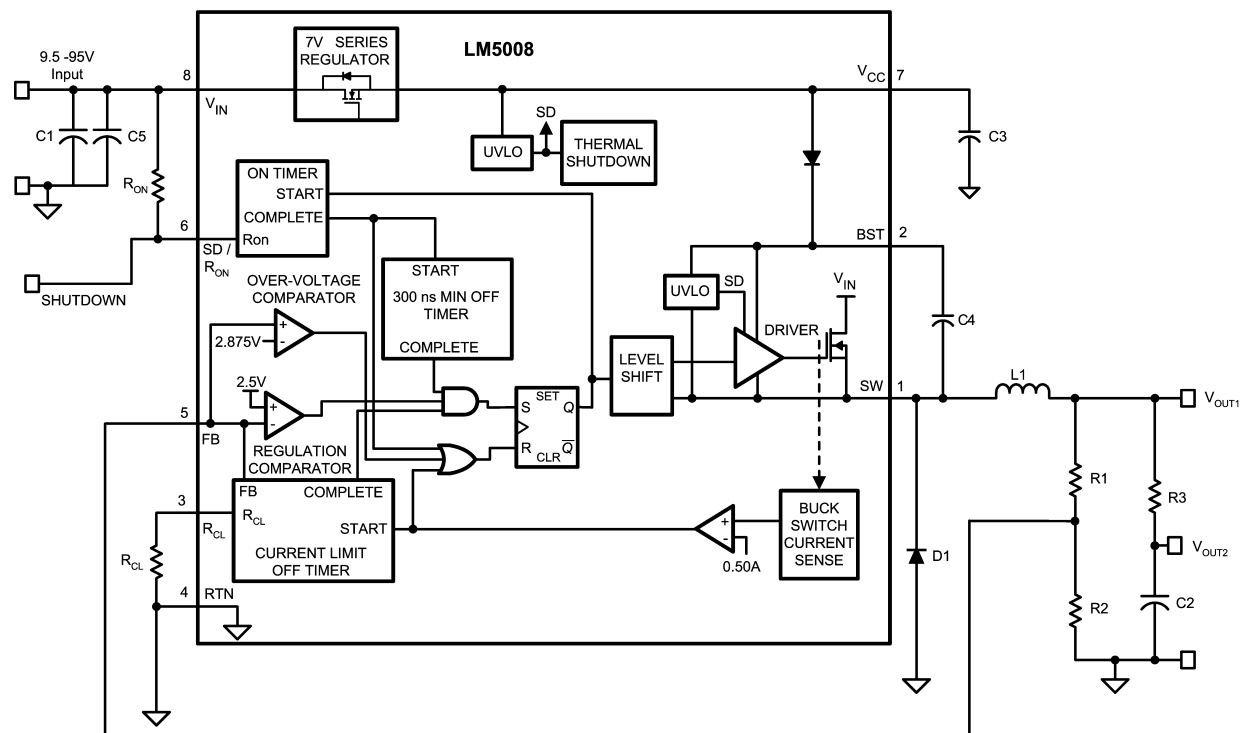 LM5008
9.5 -95V
Input
8
V_IN
7V SERIES
REGULATOR
V_CC
7
C1
C5
C3
R_ON
SD
UVLO
THERMAL
SHUTDOWN
ON TIMER
START
COMPLETE
Ron
6
SD /
R_ON
SHUTDOWN
BST
2
OVER-VOLTAGE
COMPARATOR
+
-
2.875V
START
300 ns MIN OFF
TIMER
COMPLETE
UVLO
SD
V_IN
DRIVER
C4
LEVEL
SHIFT
SW
1
L1
V_OUT1
2.5V
+
-
5
FB
REGULATION
COMPARATOR
SET
S
Q
R
Q̅
CLR
FB
COMPLETE
R_CL
START
CURRENT LIMIT
OFF TIMER
3
R_CL
R_CL
4
RTN
+
-
0.50A
BUCK
SWITCH
CURRENT
SENSE
D1
R1
R3
V_OUT2
R2
C2